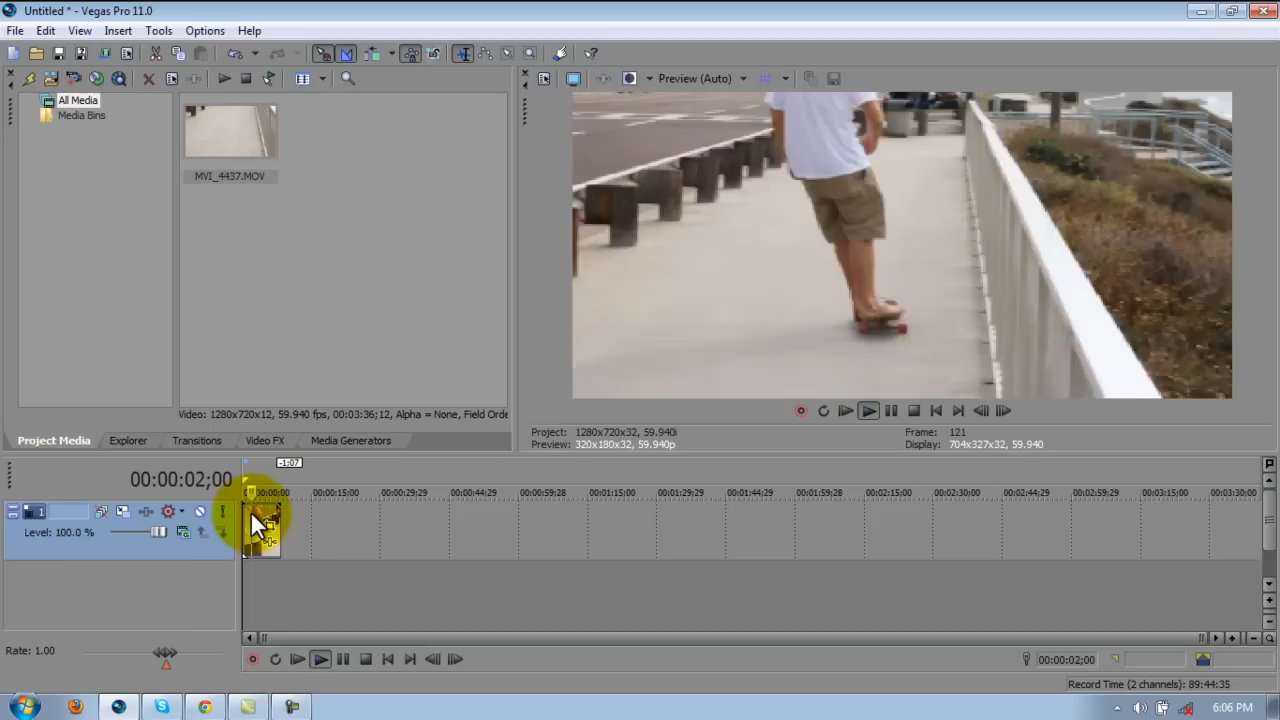 Untitled * - Vegas Pro 11.0
File Edit View Insert Tools Options Help
Preview (Auto)
All Media
Media Bins
MVI_4437.MOV
Video: 1280x720x12, 59.940 fps, 00:03:36;12, Alpha = None, Field Orde
Project Media Explorer Transitions Video FX Media Generators
Project: 1280x720x32, 59.940i Frame: 121
Preview: 320x180x32, 59.940p Display: 704x327x32, 59.940
-1:07
00:00:02;00
00:00:00 00:00:15;00 00:00:29;29 00:00:44;29 00:00:59;28 00:01:15;00 00:01:29;29 00:01:44;29 00:01:59;28 00:02:15;00 00:02:29;29 00:02:44;29 00:02:59;29 00:03:15;00 00:03:30;00
1
Level: 100.0 %
Rate: 1.00
00:00:02;00
Record Time (2 channels): 89:44:35
6:06 PM